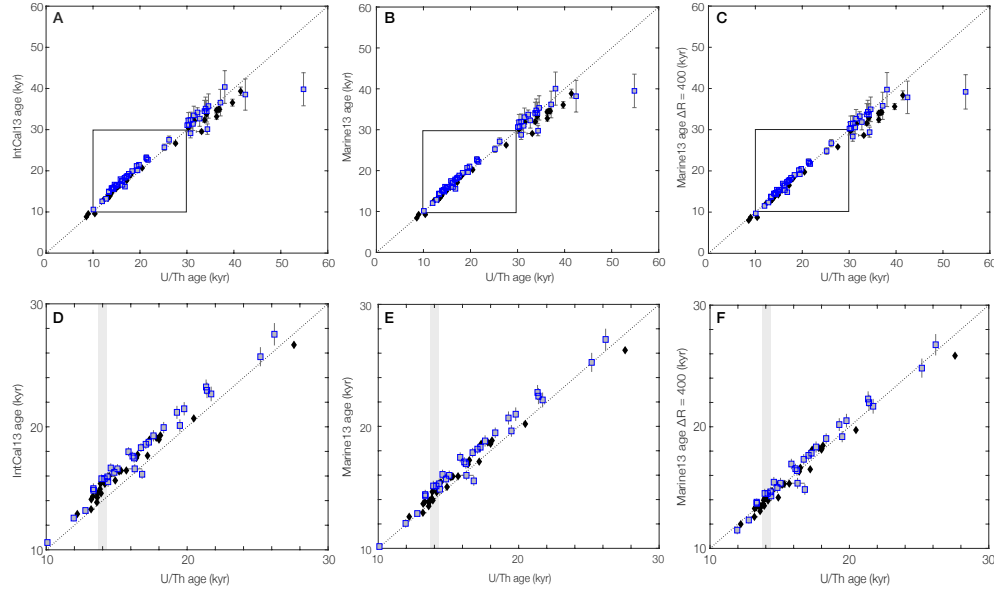 A
IntCal13 age (kyr)
60
50
40
30
20
10
0
0 10 20 30 40 50 60
U/Th age (kyr)
B
Marine13 age (kyr)
60
50
40
30
20
10
0
0 10 20 30 40 50 60
U/Th age (kyr)
C
Marine13 age ΔR = 400 (kyr)
60
50
40
30
20
10
0
0 10 20 30 40 50 60
U/Th age (kyr)
D
IntCal13 age (kyr)
30
20
10
10 20 30
U/Th age (kyr)
E
Marine13 age (kyr)
30
20
10
10 20 30
U/Th age (kyr)
F
Marine13 age ΔR = 400 (kyr)
30
20
10
10 20 30
U/Th age (kyr)